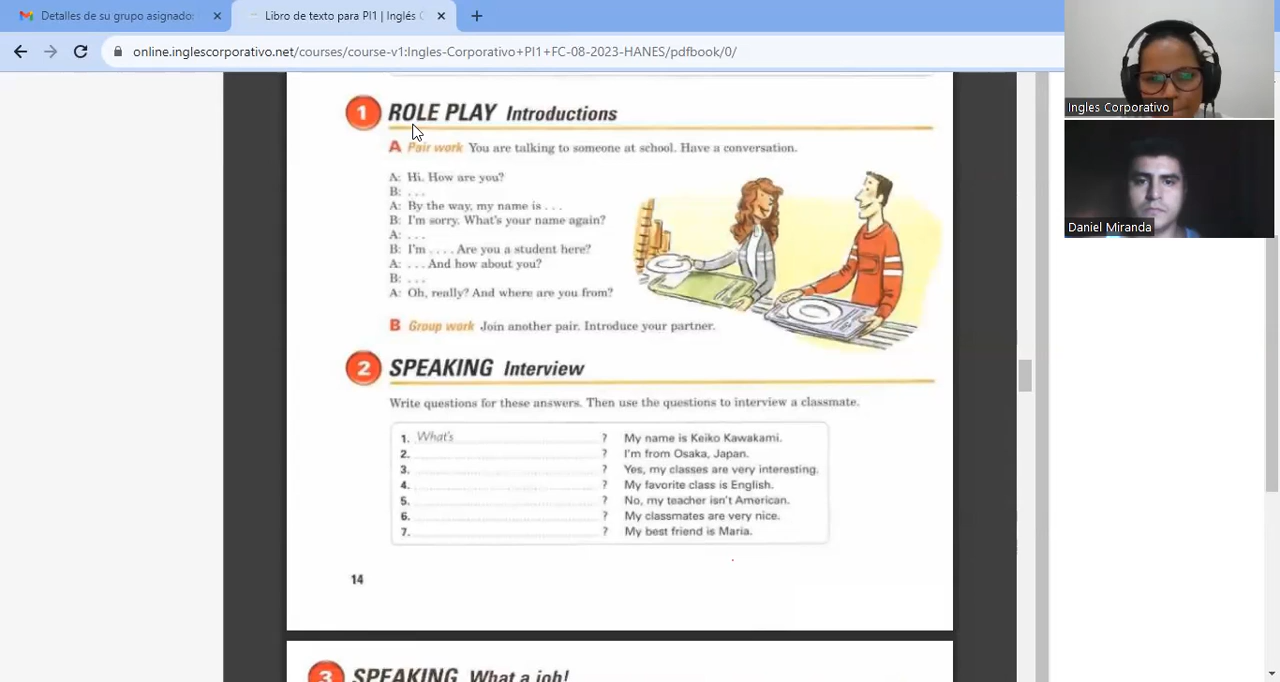 Detalles de su grupo asignado
Libro de texto para PI1 | Inglés C
online.inglescorporativo.net/courses/course-v1:Ingles-Corporativo+PI1+FC-08-2023-HANES/pdfbook/0/
Ingles Corporativo
Daniel Miranda
1 ROLE PLAY Introductions
A Pair work You are talking to someone at school. Have a conversation.
A: Hi. How are you?
B: . . .
A: By the way, my name is . . .
B: I'm sorry. What's your name again?
A: . . .
B: I'm . . . . Are you a student here?
A: . . . And how about you?
B: . . .
A: Oh, really? And where are you from?
B Group work Join another pair. Introduce your partner.
2 SPEAKING Interview
Write questions for these answers. Then use the questions to interview a classmate.
1. What's ? My name is Keiko Kawakami.
2. ? I'm from Osaka, Japan.
3. ? Yes, my classes are very interesting.
4. ? My favorite class is English.
5. ? No, my teacher isn't American.
6. ? My classmates are very nice.
7. ? My best friend is Maria.
14
3 SPEAKING What a job!